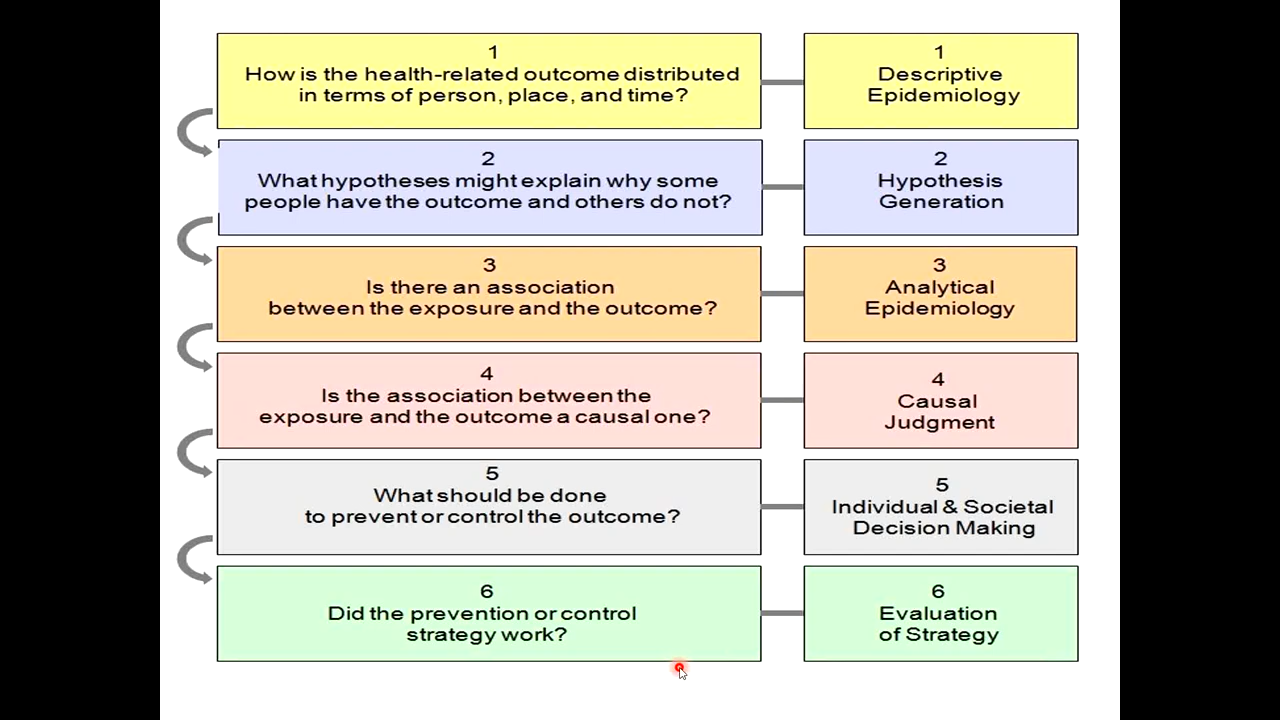 1
How is the health-related outcome distributed
in terms of person, place, and time?
1
Descriptive
Epidemiology
2
What hypotheses might explain why some
people have the outcome and others do not?
2
Hypothesis
Generation
3
Is there an association
between the exposure and the outcome?
3
Analytical
Epidemiology
4
Is the association between the
exposure and the outcome a causal one?
4
Causal
Judgment
5
What should be done
to prevent or control the outcome?
5
Individual & Societal
Decision Making
6
Did the prevention or control
strategy work?
6
Evaluation
of Strategy